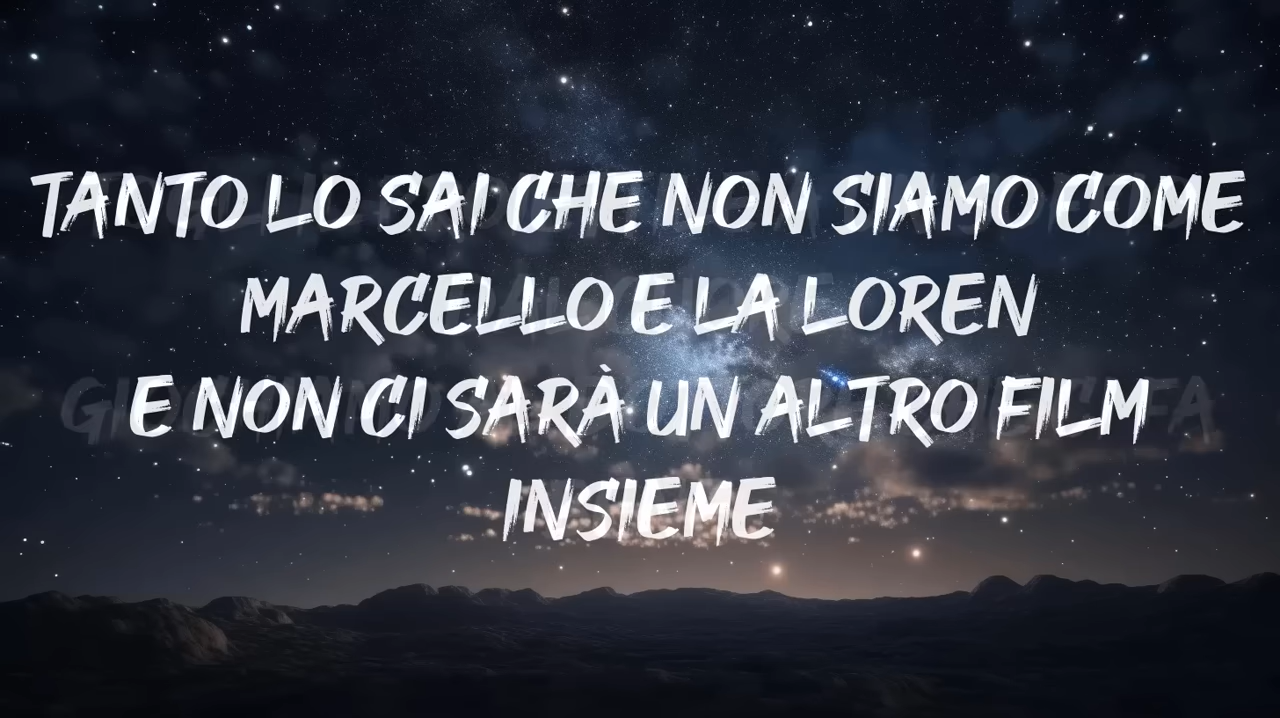 TANTO LO SAI CHE NON SIAMO COME
MARCELLO E LA LOREN
E NON CI SARÀ UN ALTRO FILM
INSIEME